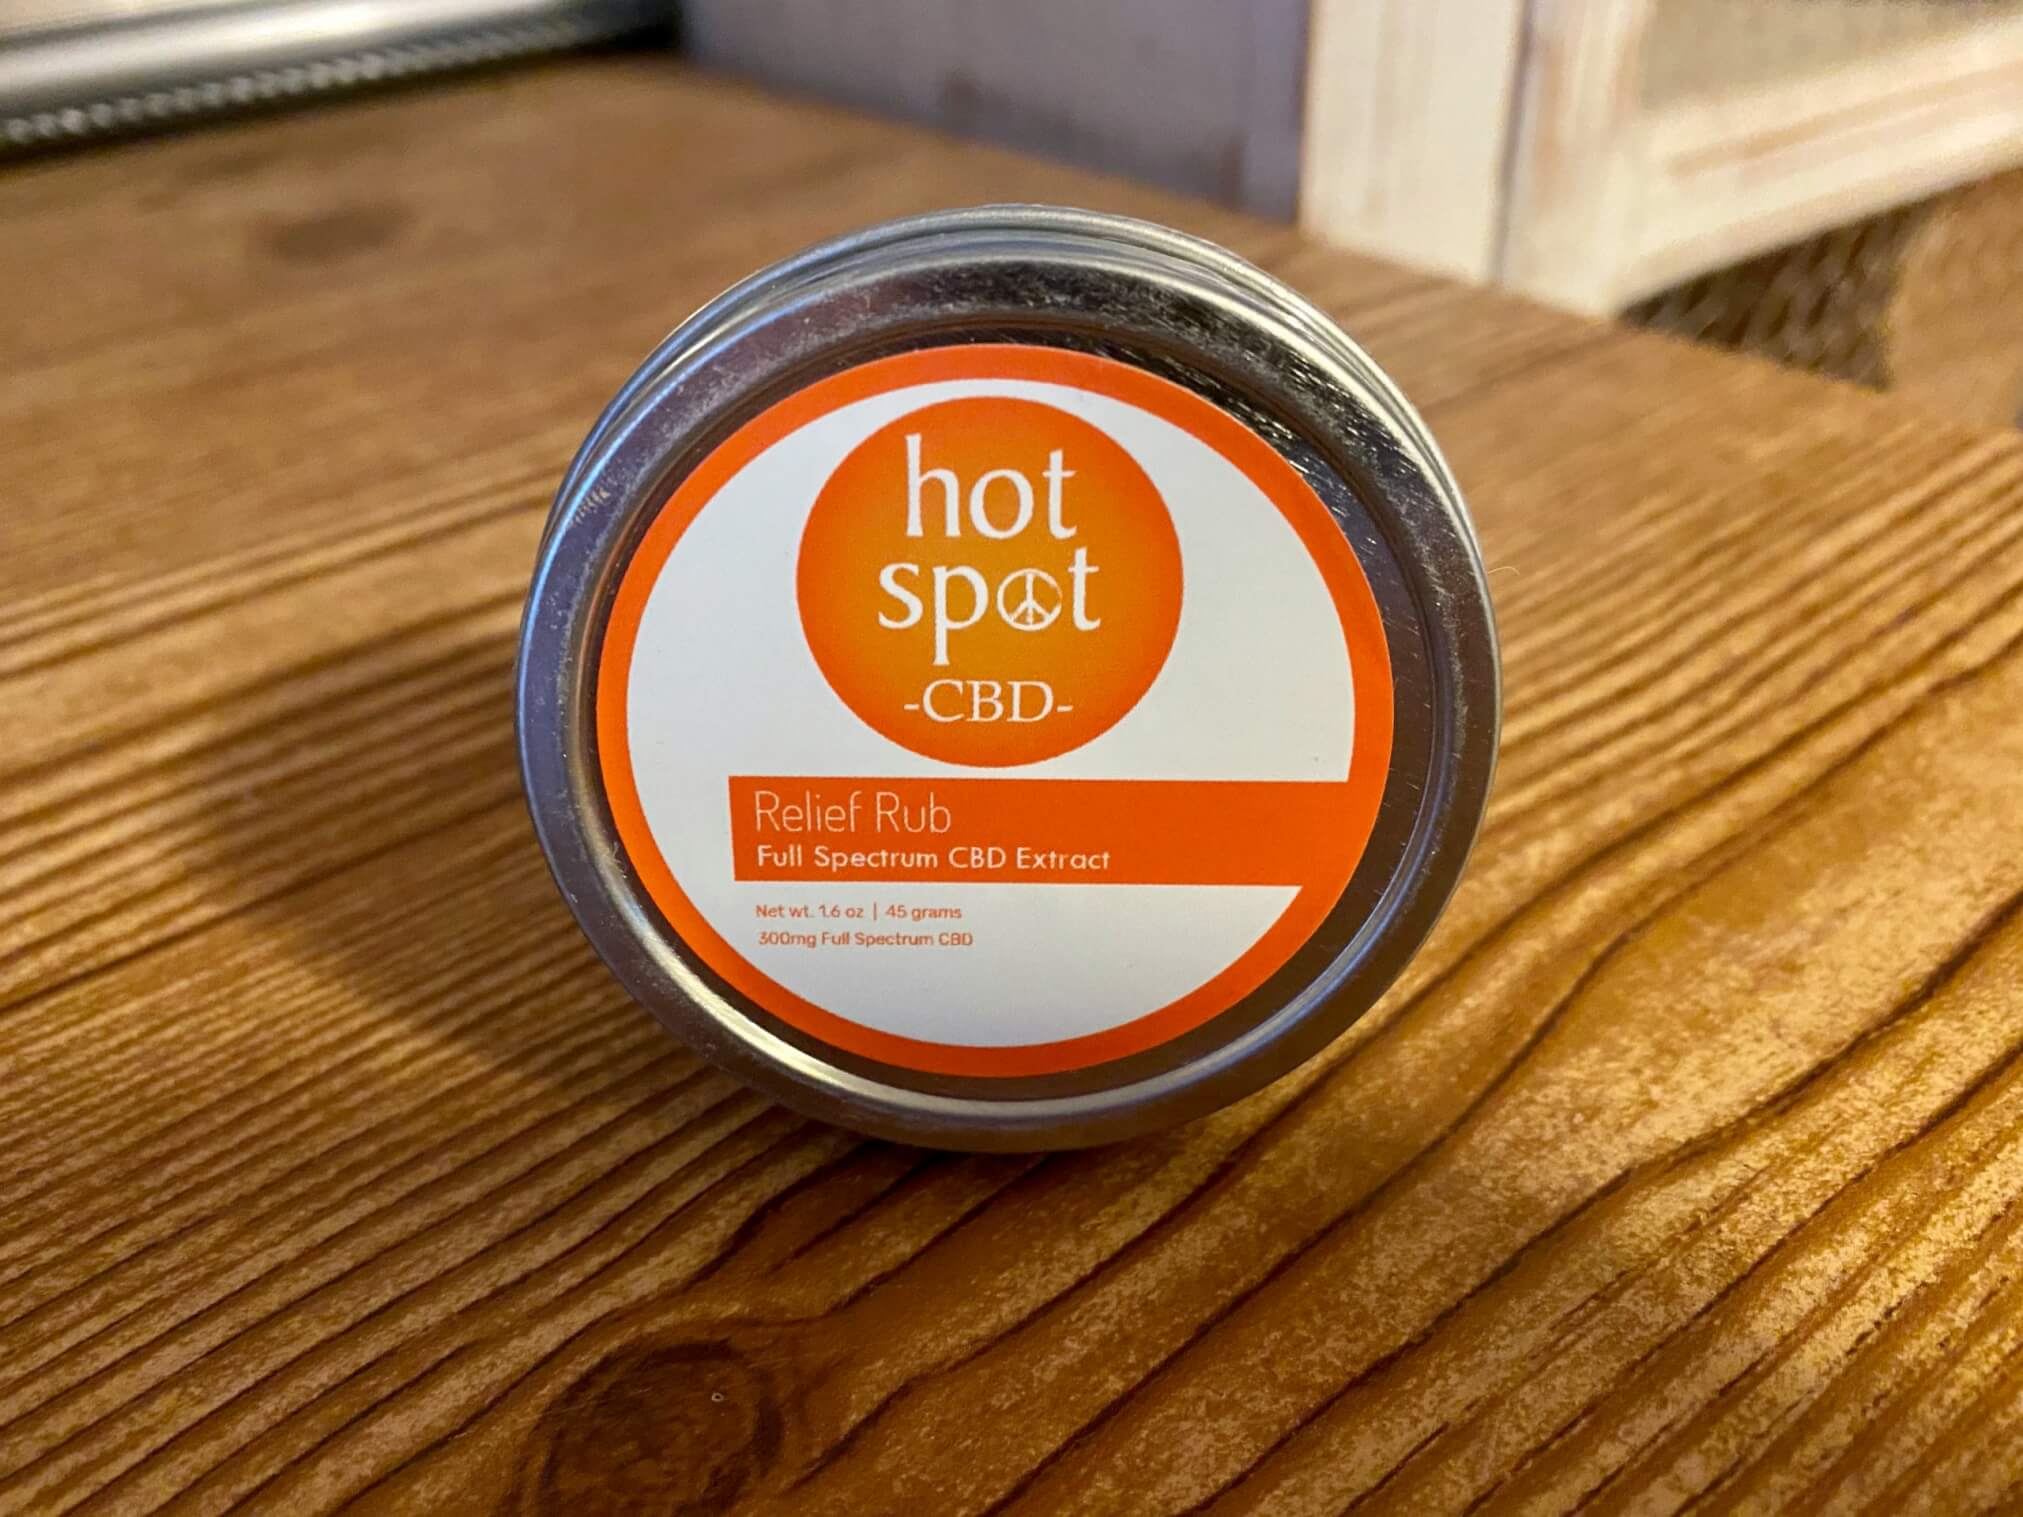 hot
spot
-CBD-
Relief Rub
Full Spectrum CBD Extract
Net wt. 1.6 oz | 45 grams
300mg Full Spectrum CBD